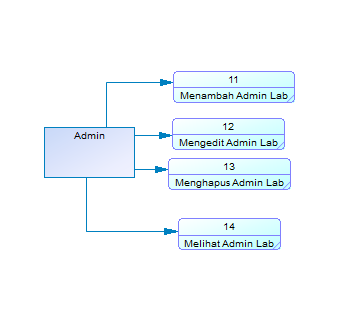 11
Menambah Admin Lab
Admin
12
Mengedit Admin Lab
13
Menghapus Admin Lab
14
Melihat Admin Lab